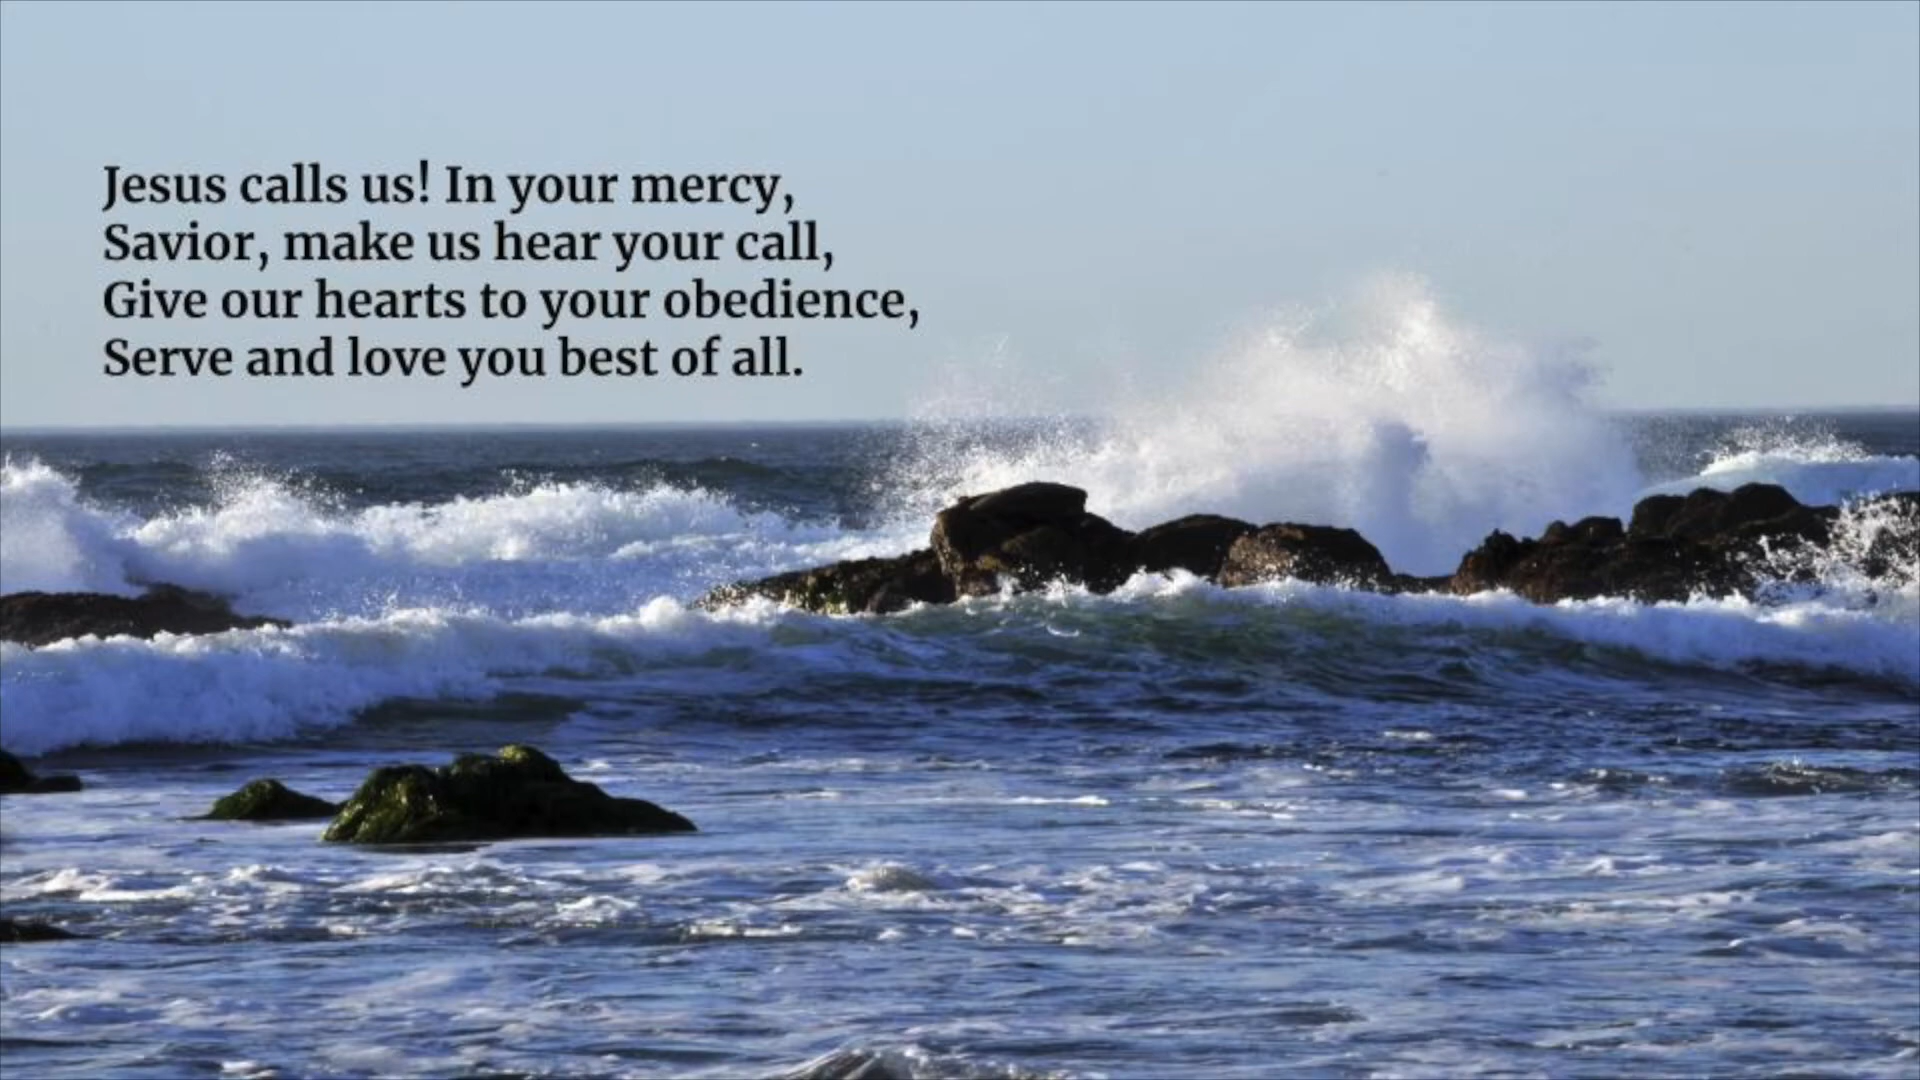 Jesus calls us! In your mercy,
Savior, make us hear your call,
Give our hearts to your obedience,
Serve and love you best of all.